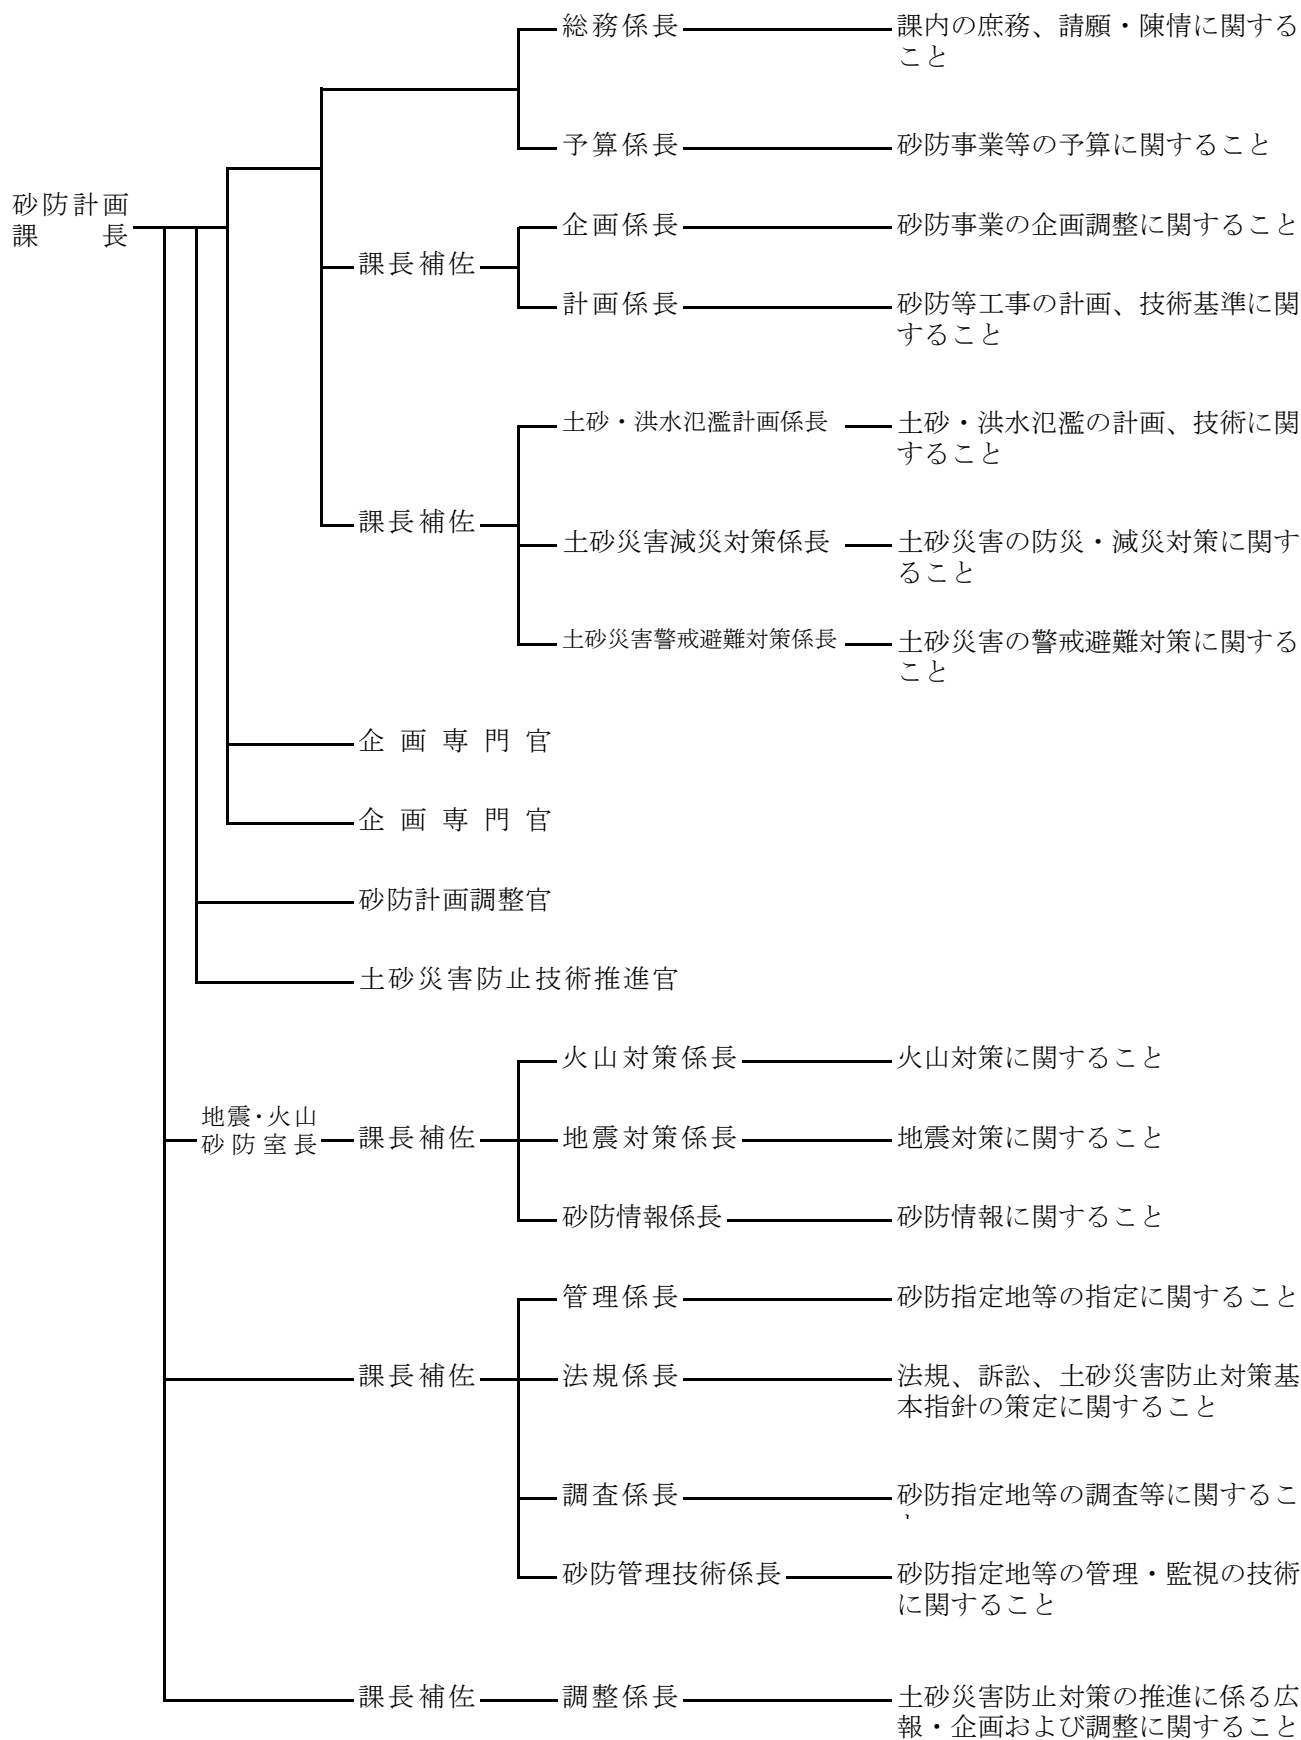 総務係長
課内の庶務、請願・陳情に関する
こと
予算係長
砂防事業等の予算に関すること
砂防計画
課長
企画係長
砂防事業の企画調整に関すること
課長補佐
計画係長
砂防等工事の計画、技術基準に関
すること
土砂・洪水氾濫計画係長
土砂・洪水氾濫の計画、技術に関
すること
課長補佐
土砂災害減災対策係長
土砂災害の防災・減災対策に関す
ること
土砂災害警戒避難対策係長
土砂災害の警戒避難対策に関する
こと
企画専門官
企画専門官
砂防計画調整官
土砂災害防止技術推進官
火山対策係長
火山対策に関すること
地震・火山
砂防室長
課長補佐
地震対策係長
地震対策に関すること
砂防情報係長
砂防情報に関すること
管理係長
砂防指定地等の指定に関すること
課長補佐
法規係長
法規、訴訟、土砂災害防止対策基
本指針の策定に関すること
調査係長
砂防指定地等の調査等に関するこ
砂防管理技術係長
砂防指定地等の管理・監視の技術
に関すること
課長補佐
調整係長
土砂災害防止対策の推進に係る広
報・企画および調整に関すること